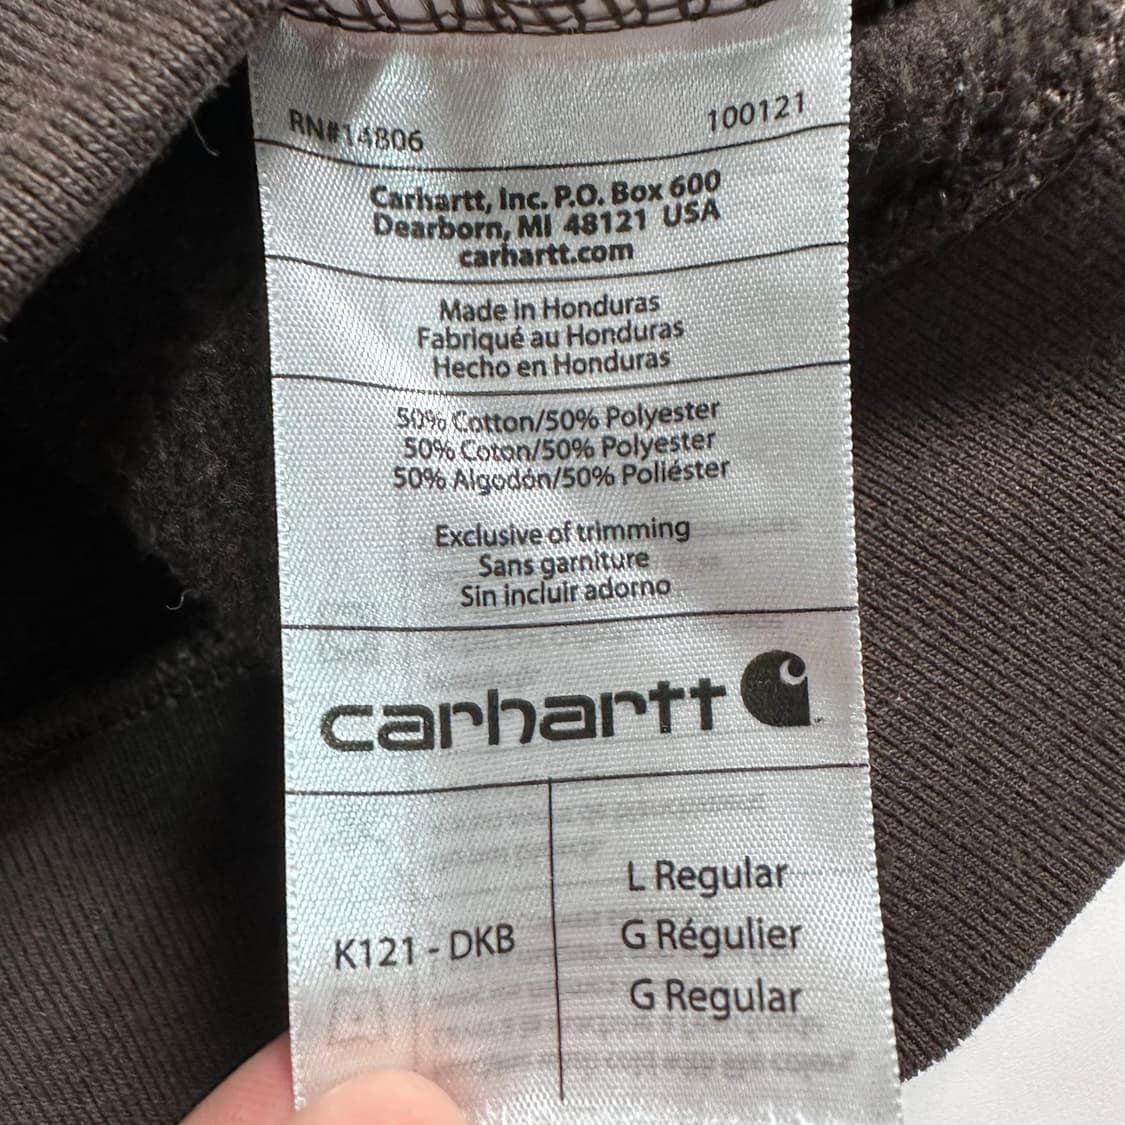 RN#14806 100121
Carhartt, Inc. P.O. Box 600
Dearborn, MI 48121 USA
carhartt.com
Made in Honduras
Fabriqué au Honduras
Hecho en Honduras
50% Cotton/50% Polyester
50% Coton/50% Polyester
50% Algodón/50% Poliéster
Exclusive of trimming
Sans garniture
Sin incluir adorno
carhartt
K121 - DKB
L Regular
G Régulier
G Regular